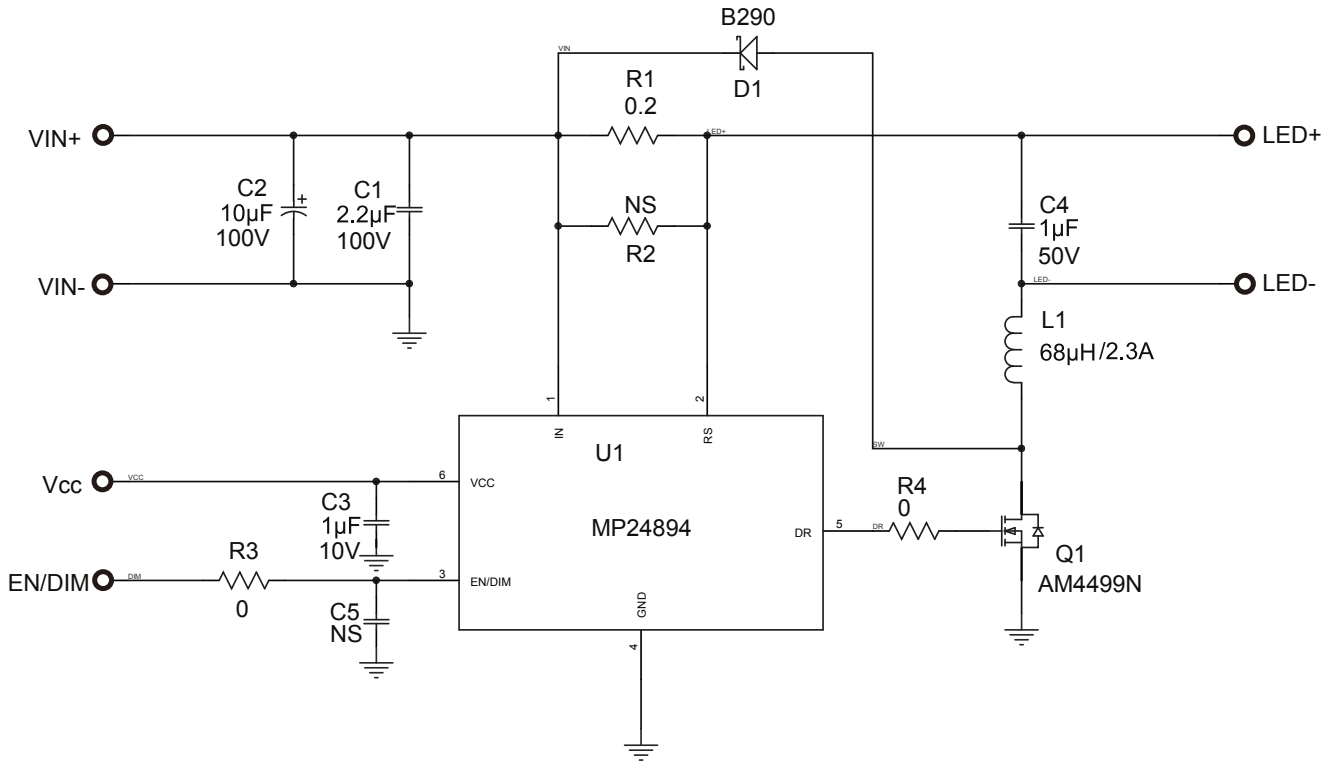 B290
VIN
D1
R1
0.2
VIN+
LED+
LED+
C2
10µF
100V
+
C1
2.2µF
100V
NS
R2
C4
1µF
50V
VIN-
LED-
LED-
L1
68µH/2.3A
1
2
IN
RS
U1
SW
Vcc
VCC
6
VCC
C3
1µF
10V
MP24894
DR
5
DR
R4
0
Q1
AM4499N
R3
0
EN/DIM
DIM
3
EN/DIM
C5
NS
GND
4